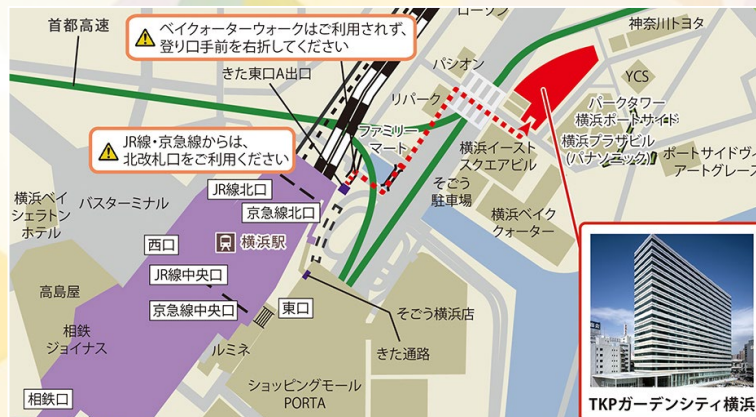 首都高速
ベイクォーターウォークはご利用されず、
登り口手前を右折してください
ローソン
神奈川トヨタ
きた東口A出口
パシオン
YCS
リパーク
パークタワー
横浜ポートサイド
ファミリー
マート
横浜プラザビル
(パナソニック)
JR線・京急線からは、
北改札口をご利用ください
横浜イースト
スクエアビル
ポートサイドヴ
アートグレース
JR線北口
そごう
駐車場
横浜ベイ
シェラトン
ホテル
バスターミナル
京急線北口
横浜ベイク
クォーター
西口
横浜駅
JR線中央口
高島屋
京急線中央口
東口
そごう横浜店
相鉄
ジョイナス
きた通路
ルミネ
ショッピングモール
PORTA
相鉄口
TKPガーデンシティ横浜